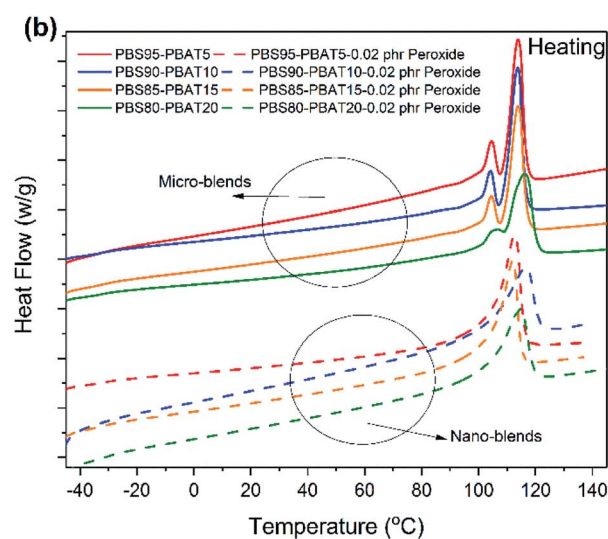 (b)
Heating
PBS95-PBAT5 PBS95-PBAT5-0.02 phr Peroxide
PBS90-PBAT10 PBS90-PBAT10-0.02 phr Peroxide
PBS85-PBAT15 PBS85-PBAT15-0.02 phr Peroxide
PBS80-PBAT20 PBS80-PBAT20-0.02 phr Peroxide
Micro-blends
Heat Flow (w/g)
Nano-blends
-40 -20 0 20 40 60 80 100 120 140
Temperature (ºC)